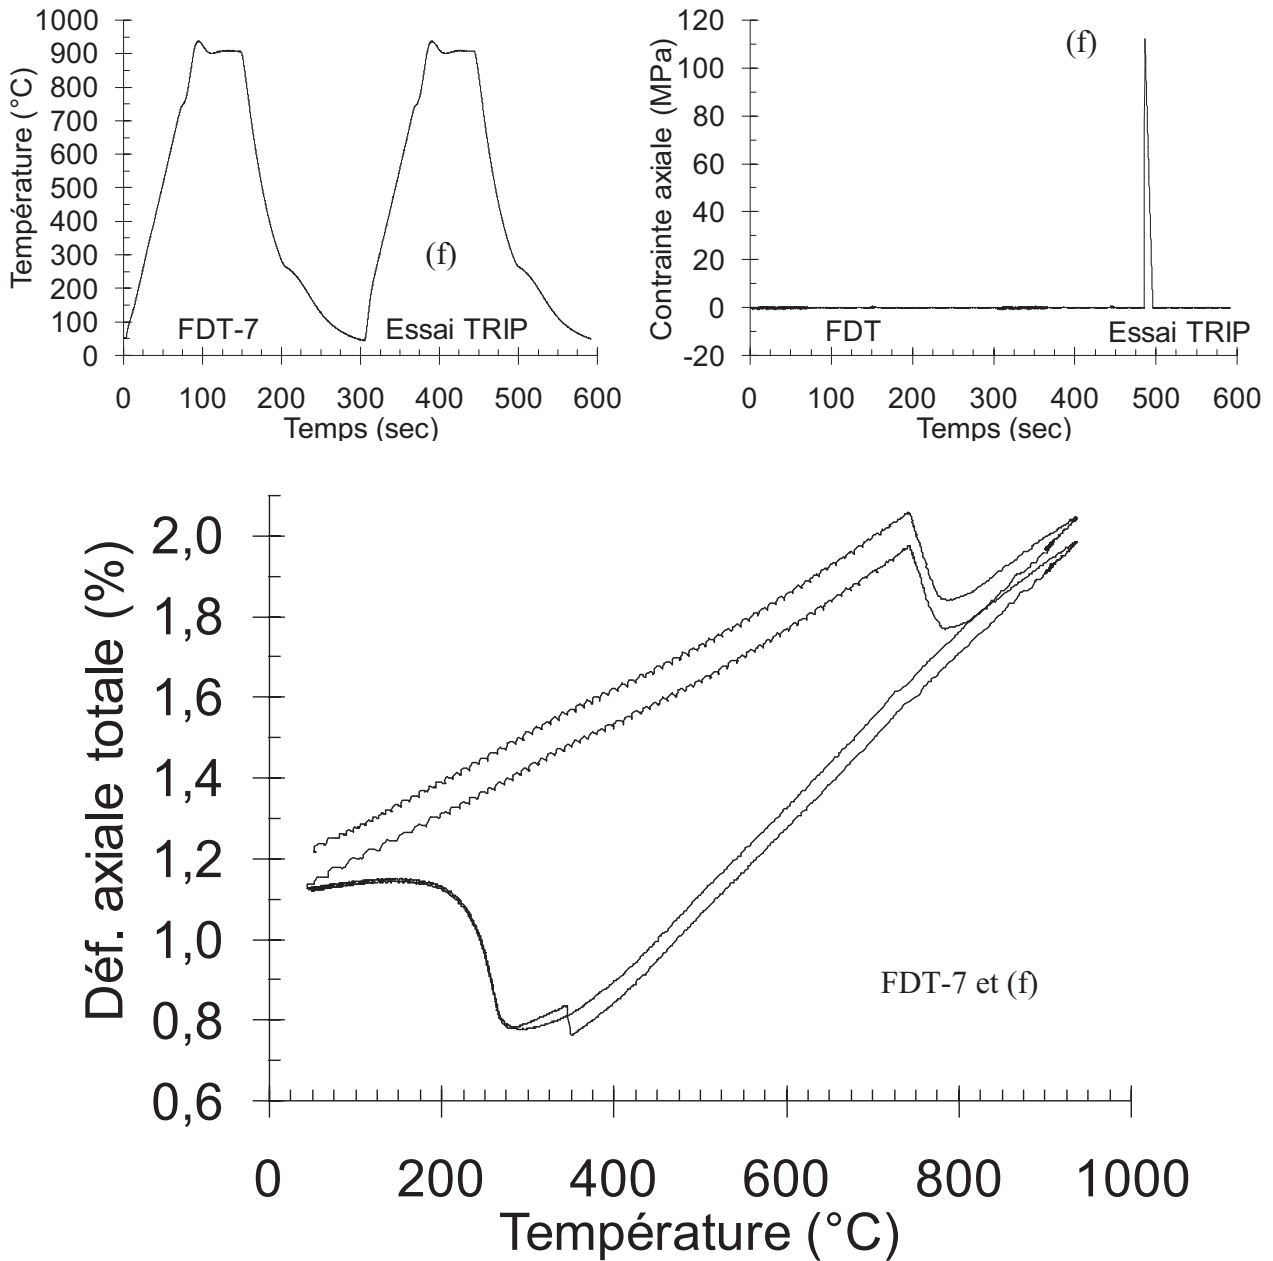 1000
900
800
700
600
500
400
300
200
100
0
Température (°C)
(f)
FDT-7 Essai TRIP
0 100 200 300 400 500 600
Temps (sec)
120
100
80
60
40
20
0
-20
Contrainte axiale (MPa)
(f)
FDT Essai TRIP
0 100 200 300 400 500 600
Temps (sec)
2,0
1,8
1,6
1,4
1,2
1,0
0,8
0,6
Déf. axiale totale (%)
FDT-7 et (f)
0 200 400 600 800 1000
Température (°C)